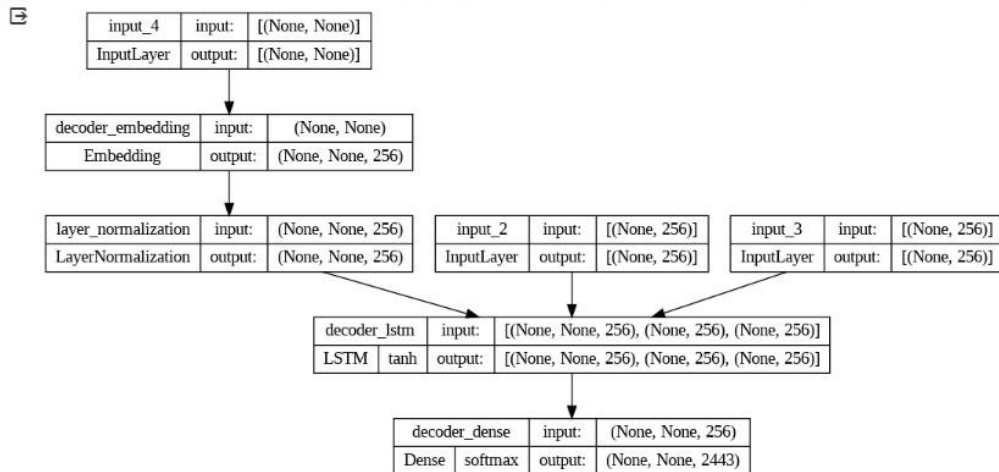 input_4 input: [(None, None)]
InputLayer output: [(None, None)]
decoder_embedding input: (None, None)
Embedding output: (None, None, 256)
layer_normalization input: (None, None, 256)
LayerNormalization output: (None, None, 256)
input_2 input: [(None, 256)]
InputLayer output: [(None, 256)]
input_3 input: [(None, 256)]
InputLayer output: [(None, 256)]
decoder_lstm input: [(None, None, 256), (None, 256), (None, 256)]
LSTM tanh output: [(None, None, 256), (None, 256), (None, 256)]
decoder_dense input: (None, None, 256)
Dense softmax output: (None, None, 2443)